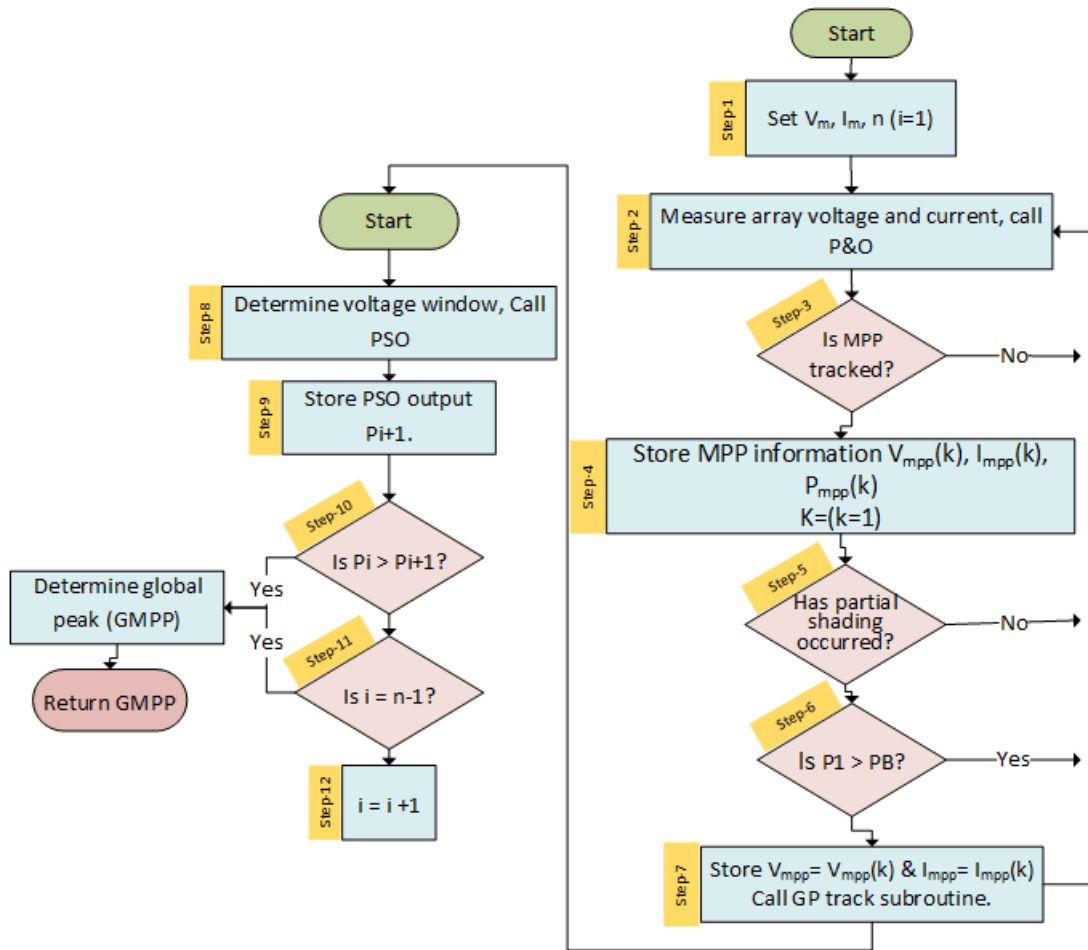 Start
Step-1
Set Vm, Im, n (i=1)
Step-2
Measure array voltage and current, call
P&O
Step-3
Is MPP
tracked?
No
Step-4
Store MPP information Vmpp(k), Impp(k),
Pmpp(k)
K=(k=1)
Step-5
Has partial
shading
occurred?
No
Step-6
Is P1 > PB?
Yes
Step-7
Store Vmpp= Vmpp(k) & Impp= Impp(k)
Call GP track subroutine.
Start
Step-8
Determine voltage window, Call
PSO
Step-9
Store PSO output
Pi+1.
Step-10
Is Pi > Pi+1?
Yes
Determine global
peak (GMPP)
Yes
Return GMPP
Step-11
Is i = n-1?
Step-12
i = i +1